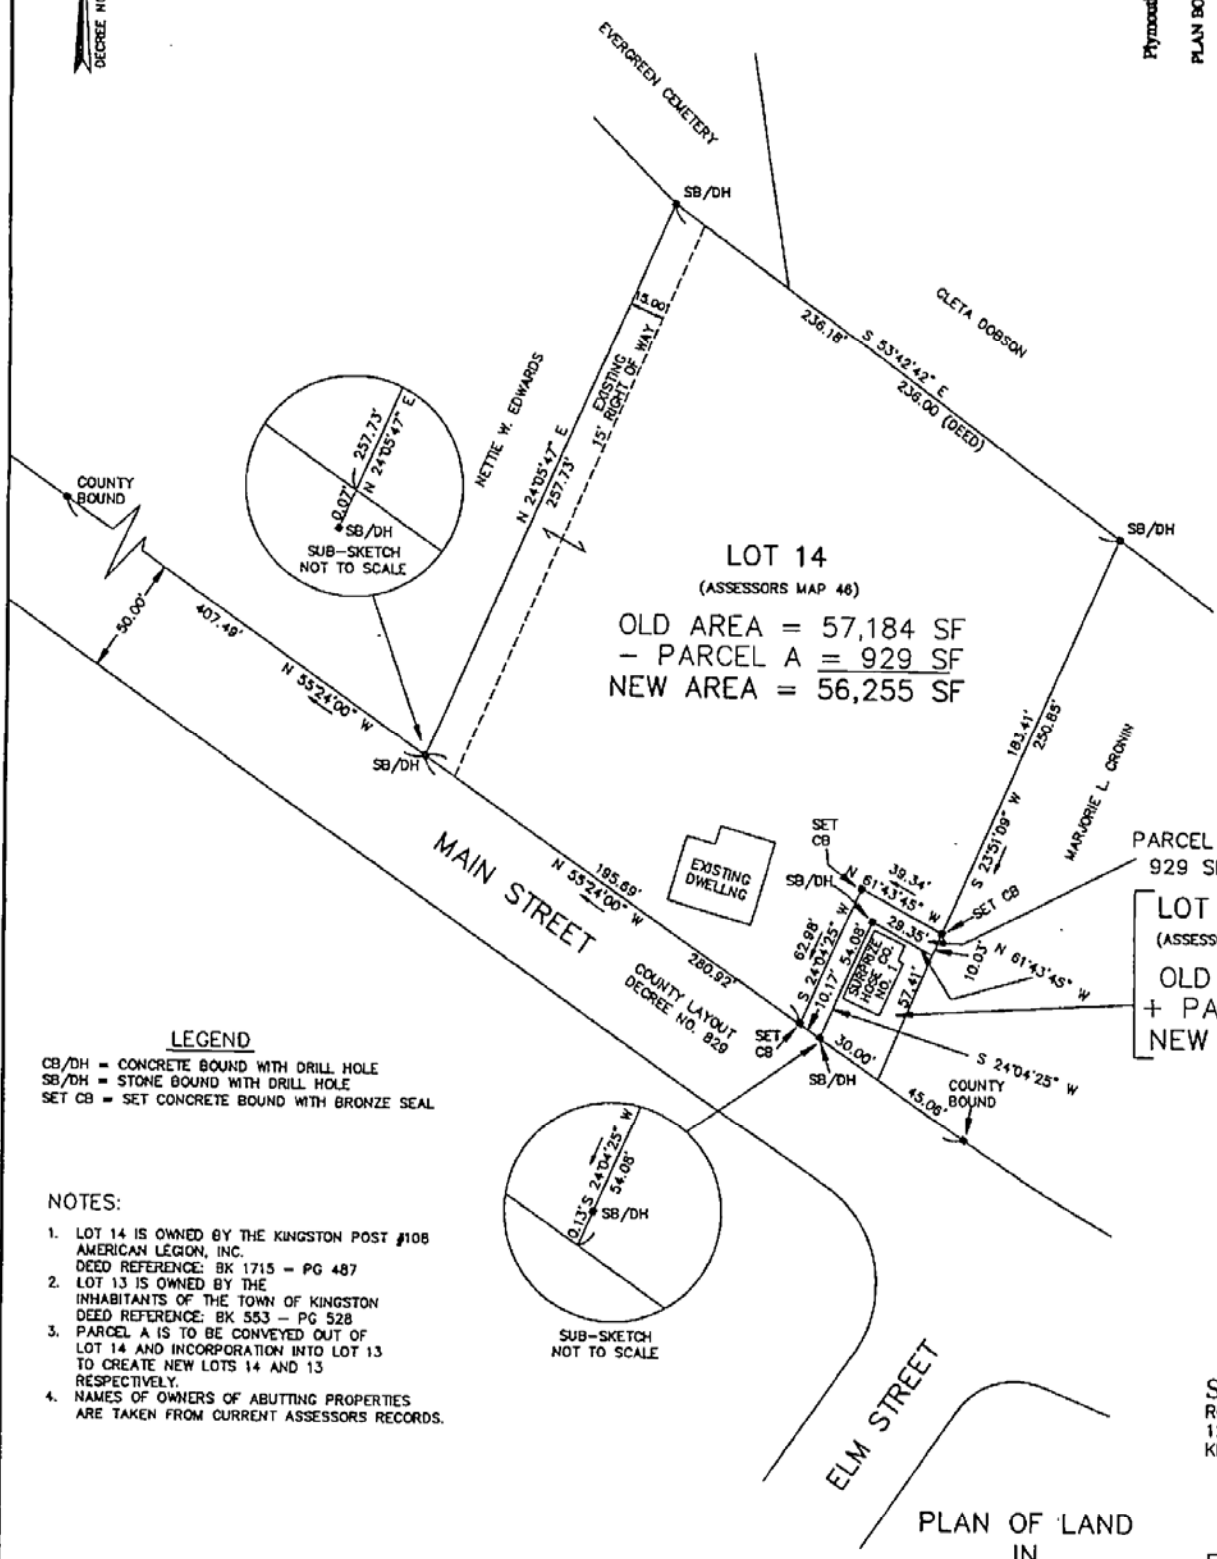 DECREE
Plymout
PLAN BO
EVERGREEN CEMETERY
SB/DH
CLETA DOBSON
236.18'
S 53°42'42" E
236.00 (DEED)
15.00'
EXISTING
15' RIGHT OF WAY
NETTIE W. EDWARDS
N 24°05'47" E
257.73'
257.73'
N 24°05'47" E
0.07'
SB/DH
SUB-SKETCH
NOT TO SCALE
COUNTY
BOUND
50.00'
407.49'
N 55°24'00" W
SB/DH
SB/DH
LOT 14
(ASSESSORS MAP 46)
OLD AREA = 57,184 SF
- PARCEL A = 929 SF
NEW AREA = 56,255 SF
183.41'
250.85'
S 23°51'09" W
MARJORIE L. CRONIN
MAIN STREET
195.69'
N 55°24'00" W
280.92'
COUNTY LAYOUT
DECREE NO. 829
EXISTING
DWELLNG
SET
CB
SB/DH
39.34'
N 61°43'45" W
SET CB
29.35'
62.98'
S 24°04'25" W
54.08'
10.17'
SURPRIZE
HOSE CO.
NO. 1
10.03'
57.41'
N 61°43'45" W
PARCEL
929 S
LOT
(ASSESS
OLD
+ PA
NEW
SET
CB
30.00'
SB/DH
S 24°04'25" W
45.06'
COUNTY
BOUND
LEGEND
CB/DH = CONCRETE BOUND WITH DRILL HOLE
SB/DH = STONE BOUND WITH DRILL HOLE
SET CB = SET CONCRETE BOUND WITH BRONZE SEAL
S 24°04'25" W
54.08'
0.13'
SB/DH
SUB-SKETCH
NOT TO SCALE
NOTES:
1. LOT 14 IS OWNED BY THE KINGSTON POST #108
AMERICAN LEGION, INC.
DEED REFERENCE: BK 1715 - PG 487
2. LOT 13 IS OWNED BY THE
INHABITANTS OF THE TOWN OF KINGSTON
DEED REFERENCE: BK 553 - PG 528
3. PARCEL A IS TO BE CONVEYED OUT OF
LOT 14 AND INCORPORATION INTO LOT 13
TO CREATE NEW LOTS 14 AND 13
RESPECTIVELY.
4. NAMES OF OWNERS OF ABUTTING PROPERTIES
ARE TAKEN FROM CURRENT ASSESSORS RECORDS.
ELM STREET
PLAN OF LAND
IN